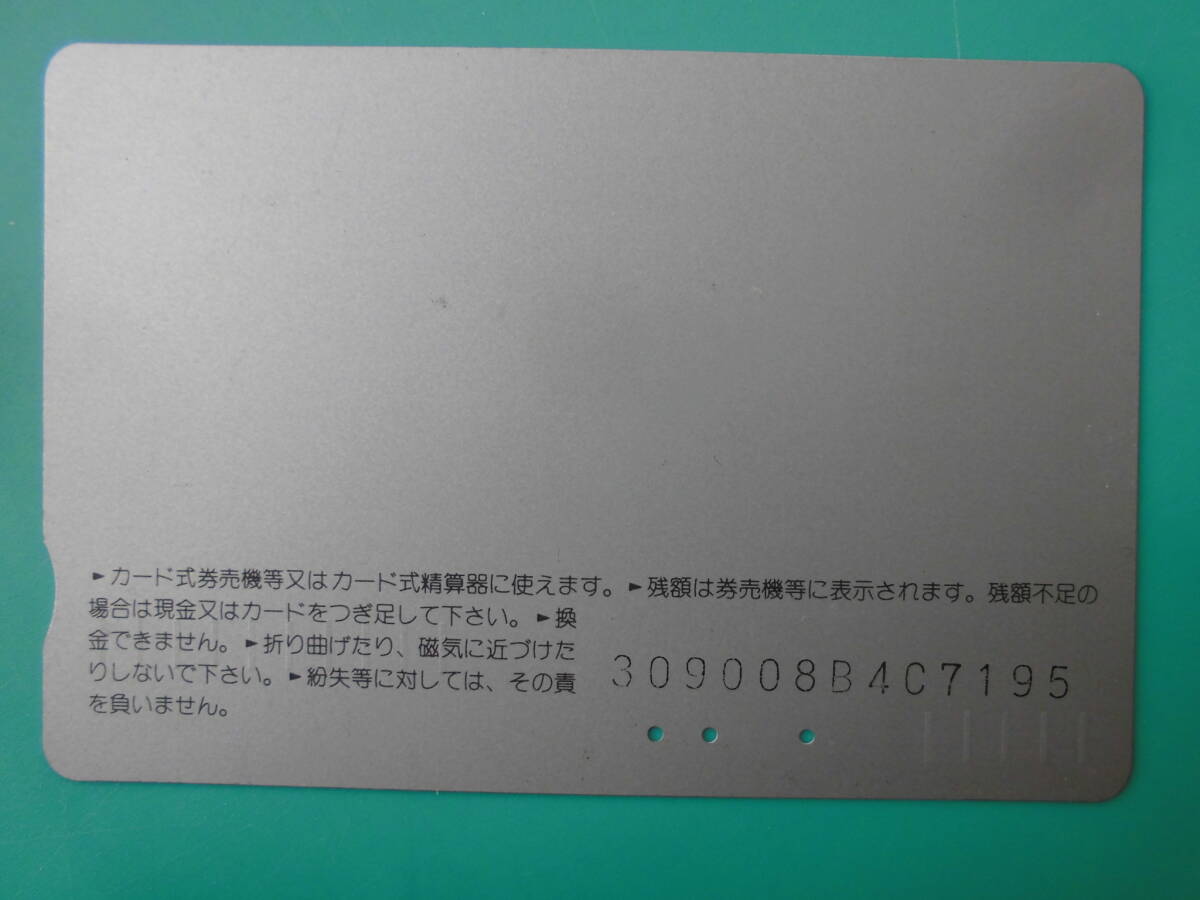 ►カード式券売機等又はカード式精算器に使えます。►残額は券売機等に表示されます。残額不足の
場合は現金又はカードをつぎ足して下さい。►換
金できません。►折り曲げたり、磁気に近づけた
りしないで下さい。►紛失等に対しては、その責
を負いません。
309008B4C7195